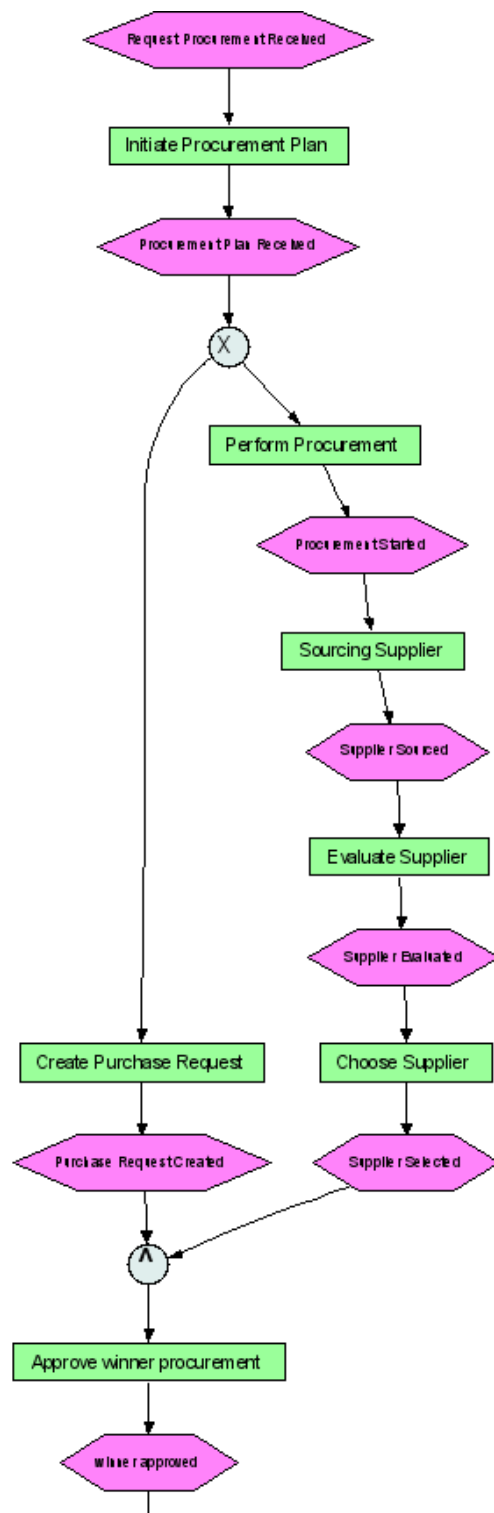 Request Procurement Received
Initiate Procurement Plan
Procurement Plan Received
X
Perform Procurement
Procurement Started
Sourcing Supplier
Supplier Sourced
Evaluate Supplier
Supplier Evaluated
Create Purchase Request
Choose Supplier
Purchase Request Created
Supplier Selected
^
Approve winner procurement
winner approved